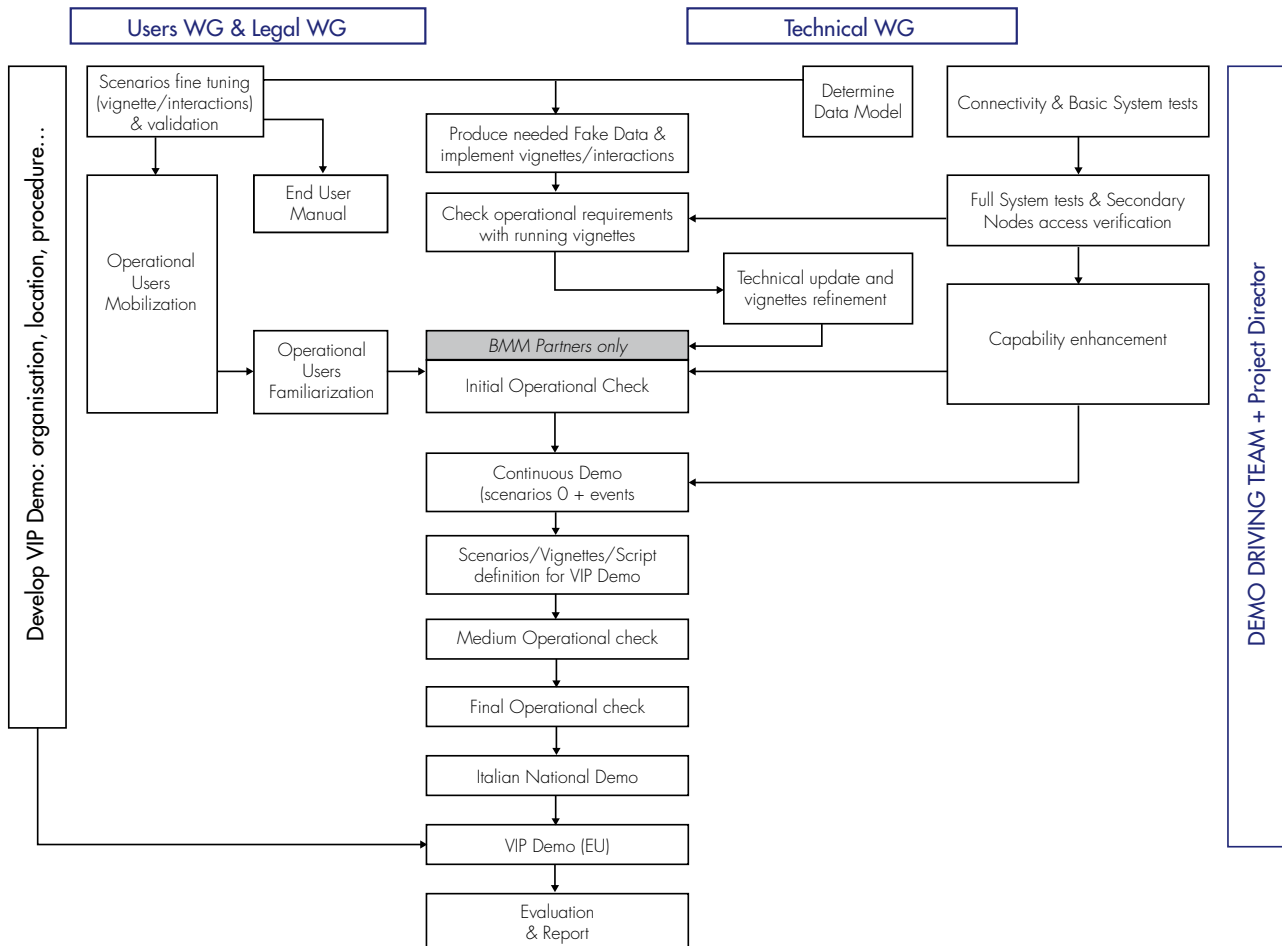 Users WG & Legal WG
Technical WG
Develop VIP Demo: organisation, location, procedure...
Scenarios fine tuning
(vignette/interactions)
& validation
Determine
Data Model
Connectivity & Basic System tests
Produce needed Fake Data &
implement vignettes/interactions
End User
Manual
Check operational requirements
with running vignettes
Full System tests & Secondary
Nodes access verification
Operational
Users
Mobilization
Technical update and
vignettes refinement
Capability enhancement
Operational
Users
Familiarization
BMM Partners only
Initial Operational Check
Continuous Demo
(scenarios 0 + events
Scenarios/Vignettes/Script
definition for VIP Demo
Medium Operational check
Final Operational check
Italian National Demo
VIP Demo (EU)
Evaluation
& Report
DEMO DRIVING TEAM + Project Director